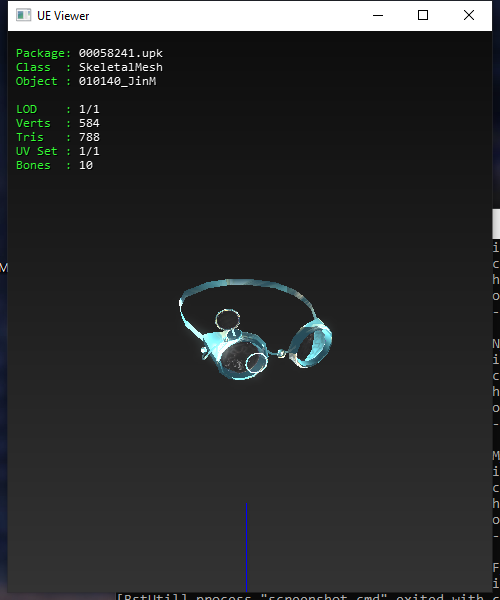 UE Viewer
Package: 00058241.upk
Class : SkeletalMesh
Object : 010140_JinM
LOD : 1/1
Verts : 584
Tris : 788
UV Set : 1/1
Bones : 10
M
i
c
h
o
-
N
i
c
h
o
-
M
i
c
h
o
-
F
i
[BstUtil] process "screenshot.cmd" exited with c